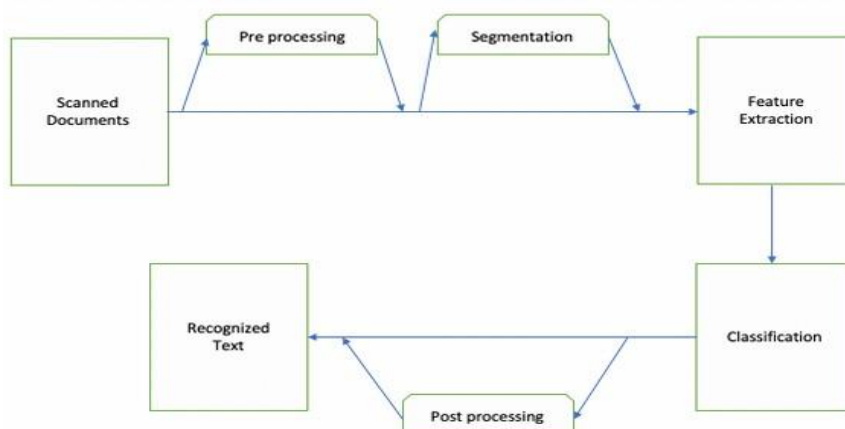 Pre processing
Segmentation
Scanned
Documents
Feature
Extraction
Recognized
Text
Classification
Post processing